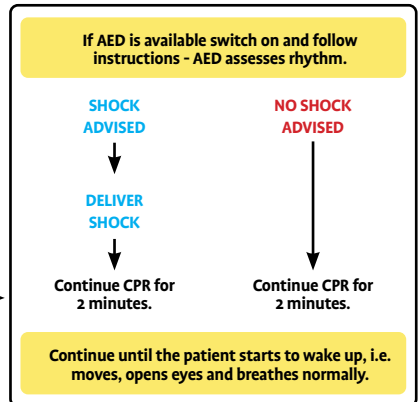 If AED is available switch on and follow
instructions - AED assesses rhythm.
SHOCK
ADVISED
DELIVER
SHOCK
Continue CPR for
2 minutes.
NO SHOCK
ADVISED
Continue CPR for
2 minutes.
Continue until the patient starts to wake up, i.e.
moves, opens eyes and breathes normally.